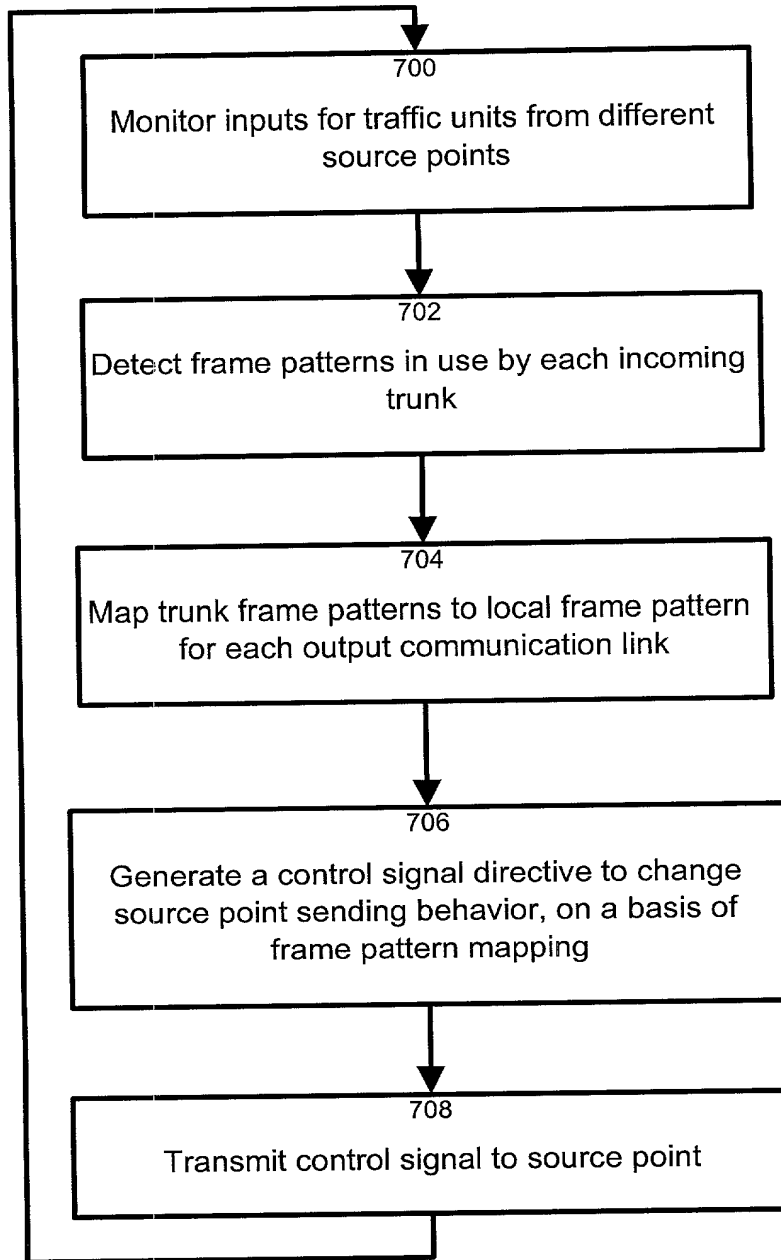 700
Monitor inputs for traffic units from different
source points
702
Detect frame patterns in use by each incoming
trunk
704
Map trunk frame patterns to local frame pattern
for each output communication link
706
Generate a control signal directive to change
source point sending behavior, on a basis of
frame pattern mapping
708
Transmit control signal to source point